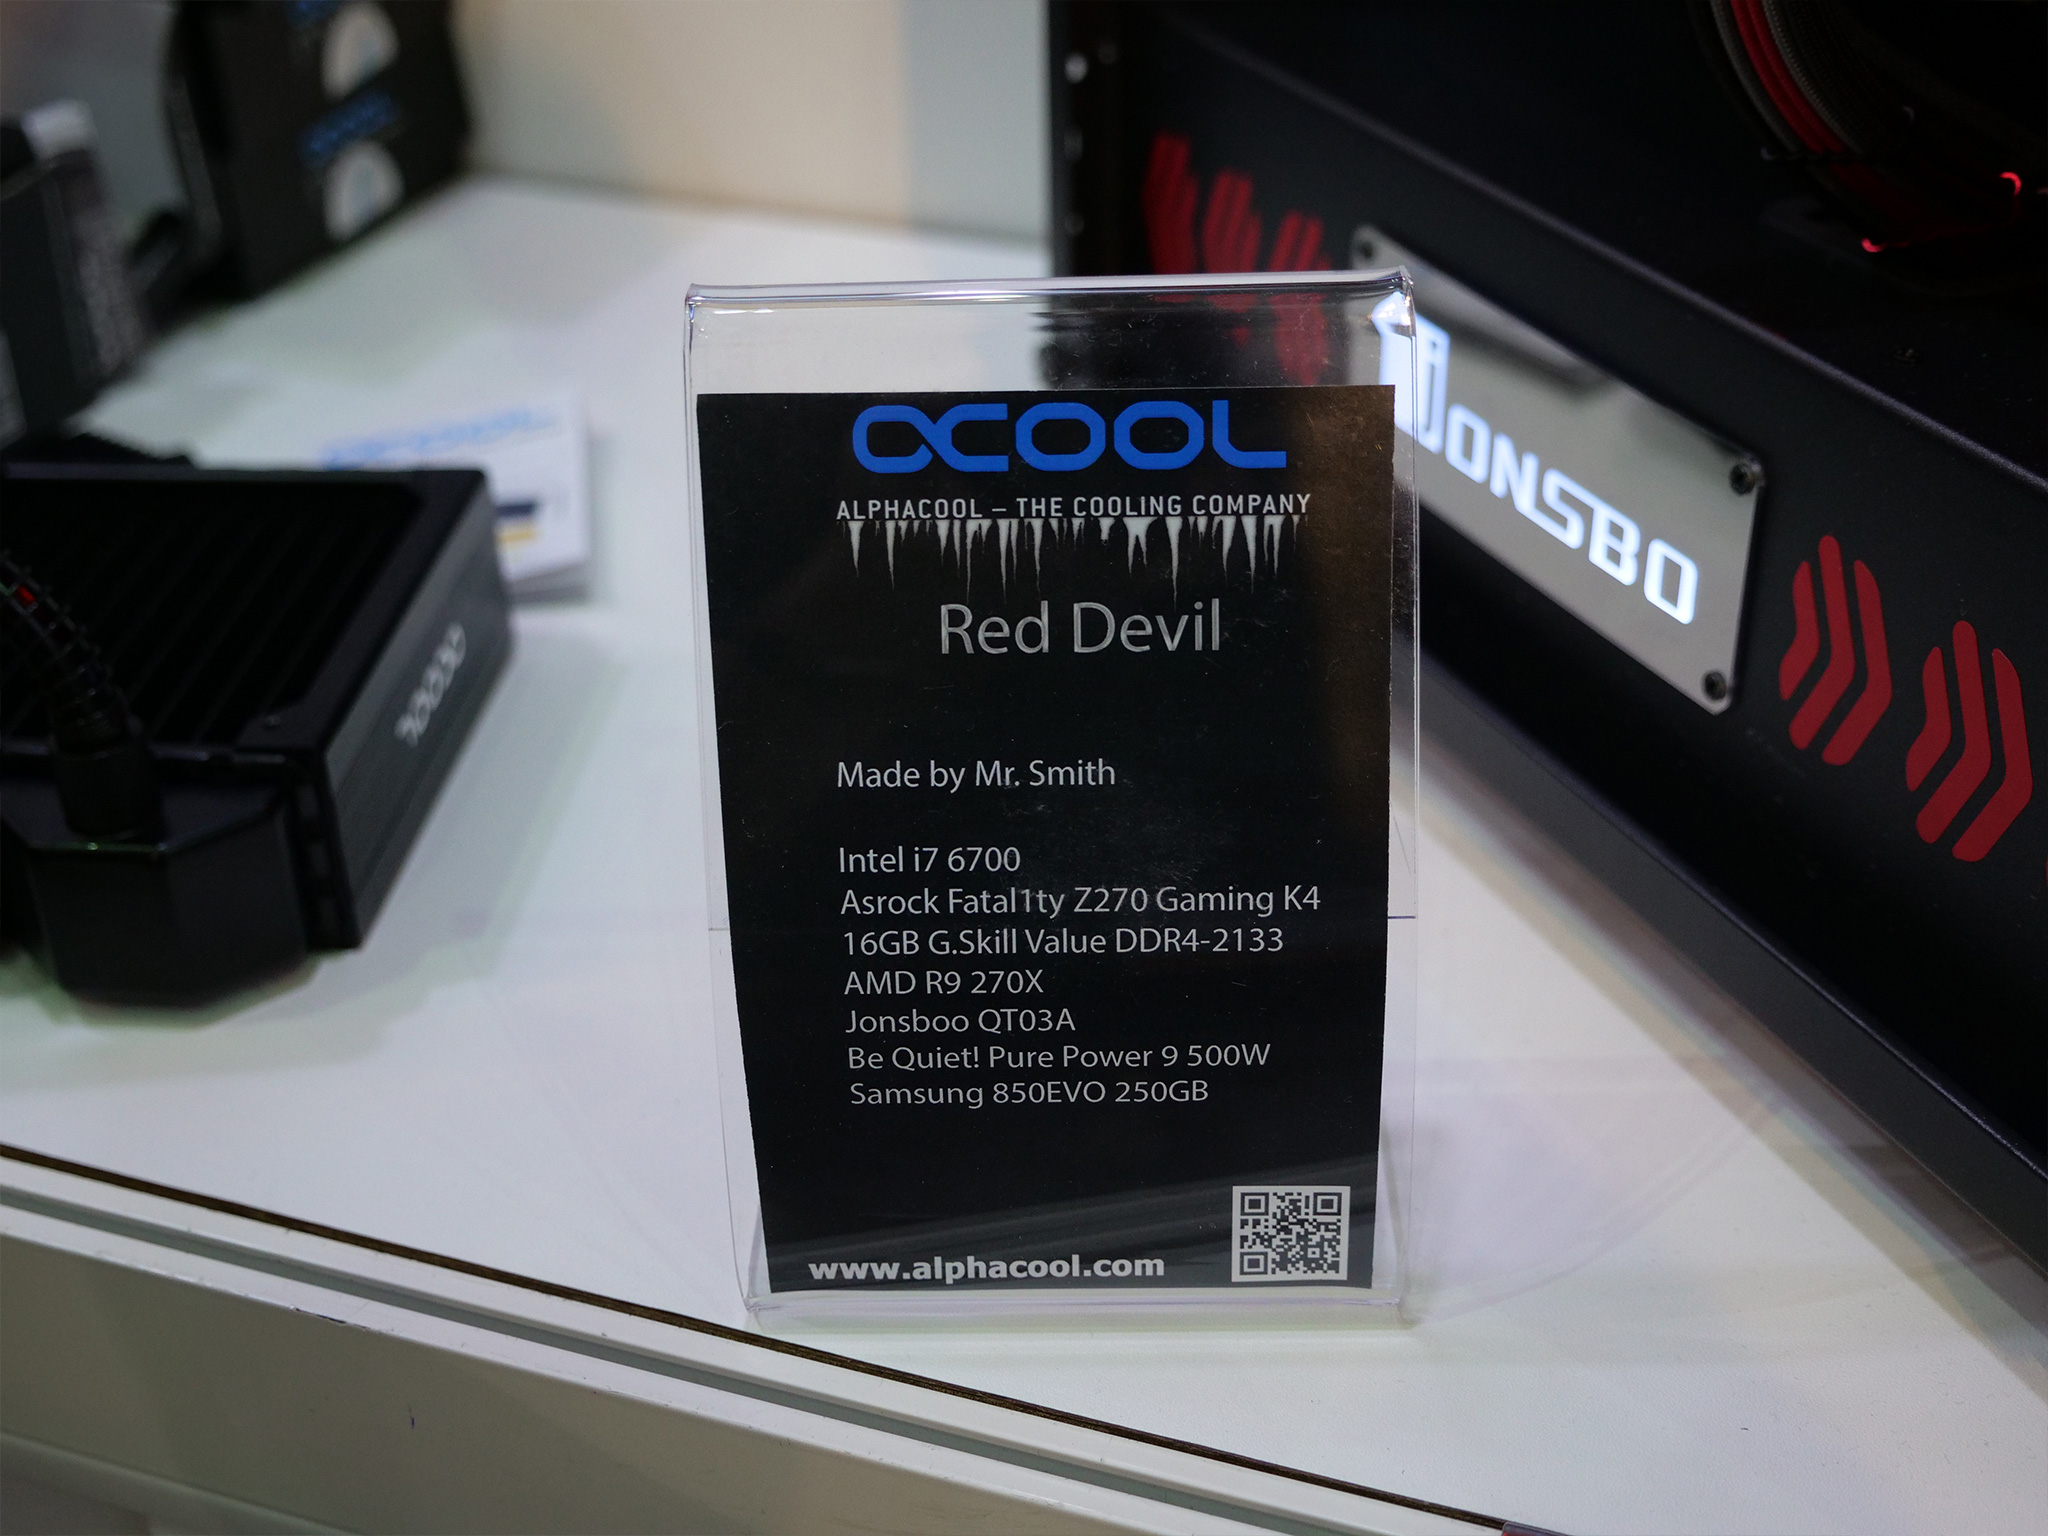 acool
ALPHACOOL – THE COOLING COMPANY
Red Devil
Made by Mr. Smith
Intel i7 6700
Asrock Fatal1ty Z270 Gaming K4
16GB G.Skill Value DDR4-2133
AMD R9 270X
Jonsboo QT03A
Be Quiet! Pure Power 9 500W
Samsung 850EVO 250GB
www.alphacool.com
JONSBO